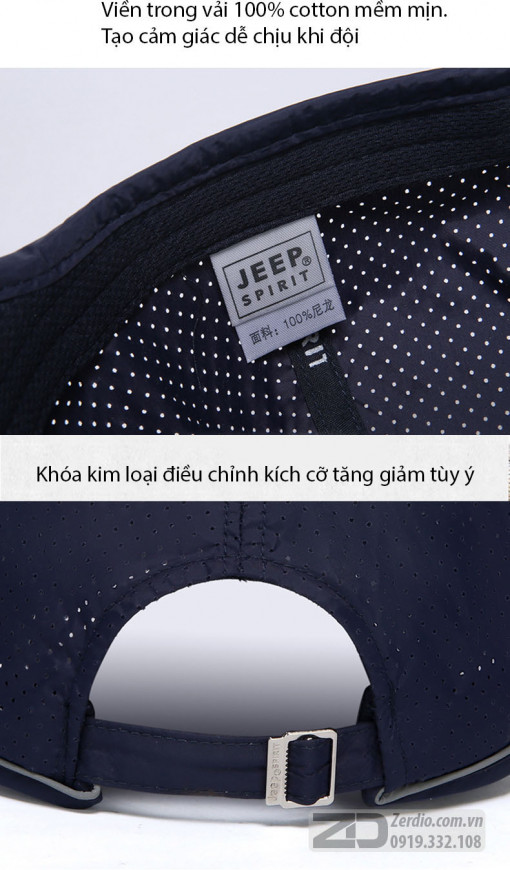 Viền trong vải 100% cotton mềm mịn.
Tạo cảm giác dễ chịu khi đội
JEEP®
SPIRIT
面料：100%尼龙
Khóa kim loại điều chỉnh kích cỡ tăng giảm tùy ý
Jeep SPIRIT
ZD Zerdio.com.vn
0919.332.108